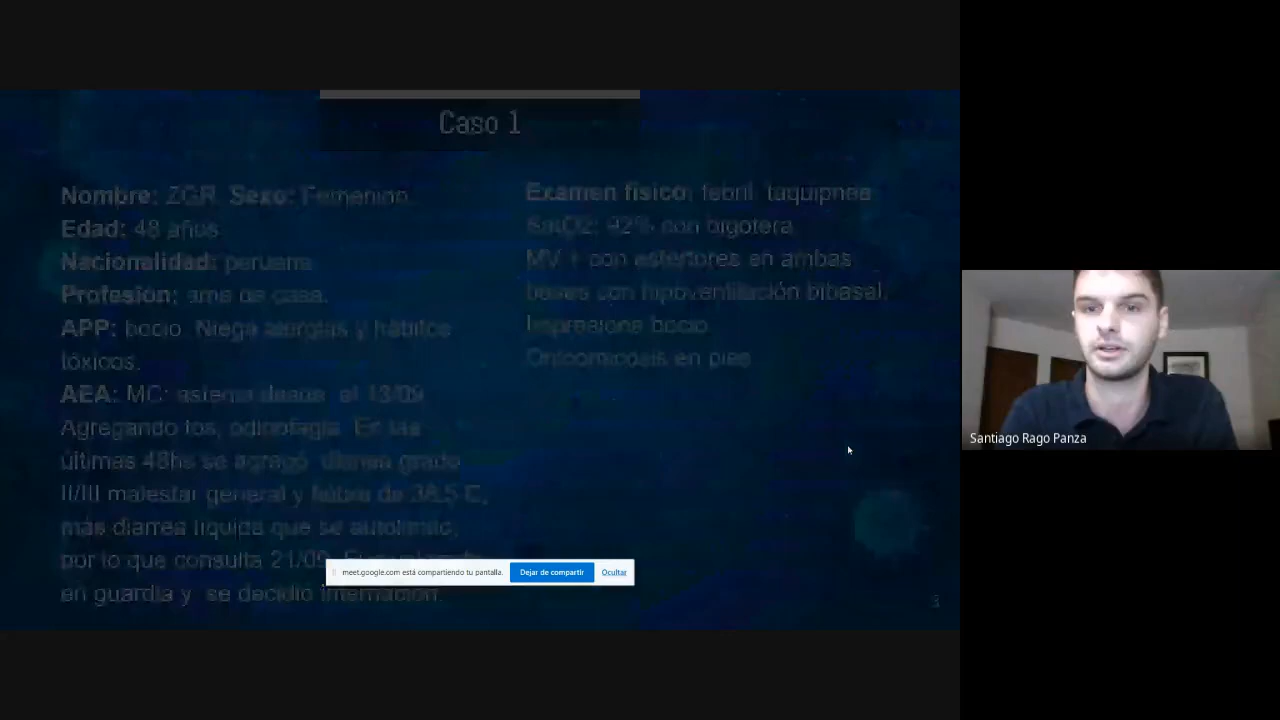 Caso 1
Nombre: ZGR Sexo: Femenino
Edad: 48 años
Nacionalidad: peruana
Profesión: ama de casa.
APP: bocio. Niega alergias y hábitos
tóxicos.
AEA: MC: astenia desde el 13/09
Agregando tos, odinofagia. En las
últimas 48hs se agregó disnea grado
II/III malestar general y fiebre de 38,5 C,
más diarrea líquida que se autolimitó,
por lo que consulta 21/09.
en guardia y se decidio internación.
Examen físico: febril taquipnea
SatO2: 92% con bigotera
MV + con estertores en ambas
bases con hipoventilación bibasal.
Impresiona bocio
Onicomicosis en pies
3
meet.google.com está compartiendo tu pantalla.
Dejar de compartir
Ocultar
Santiago Rago Panza